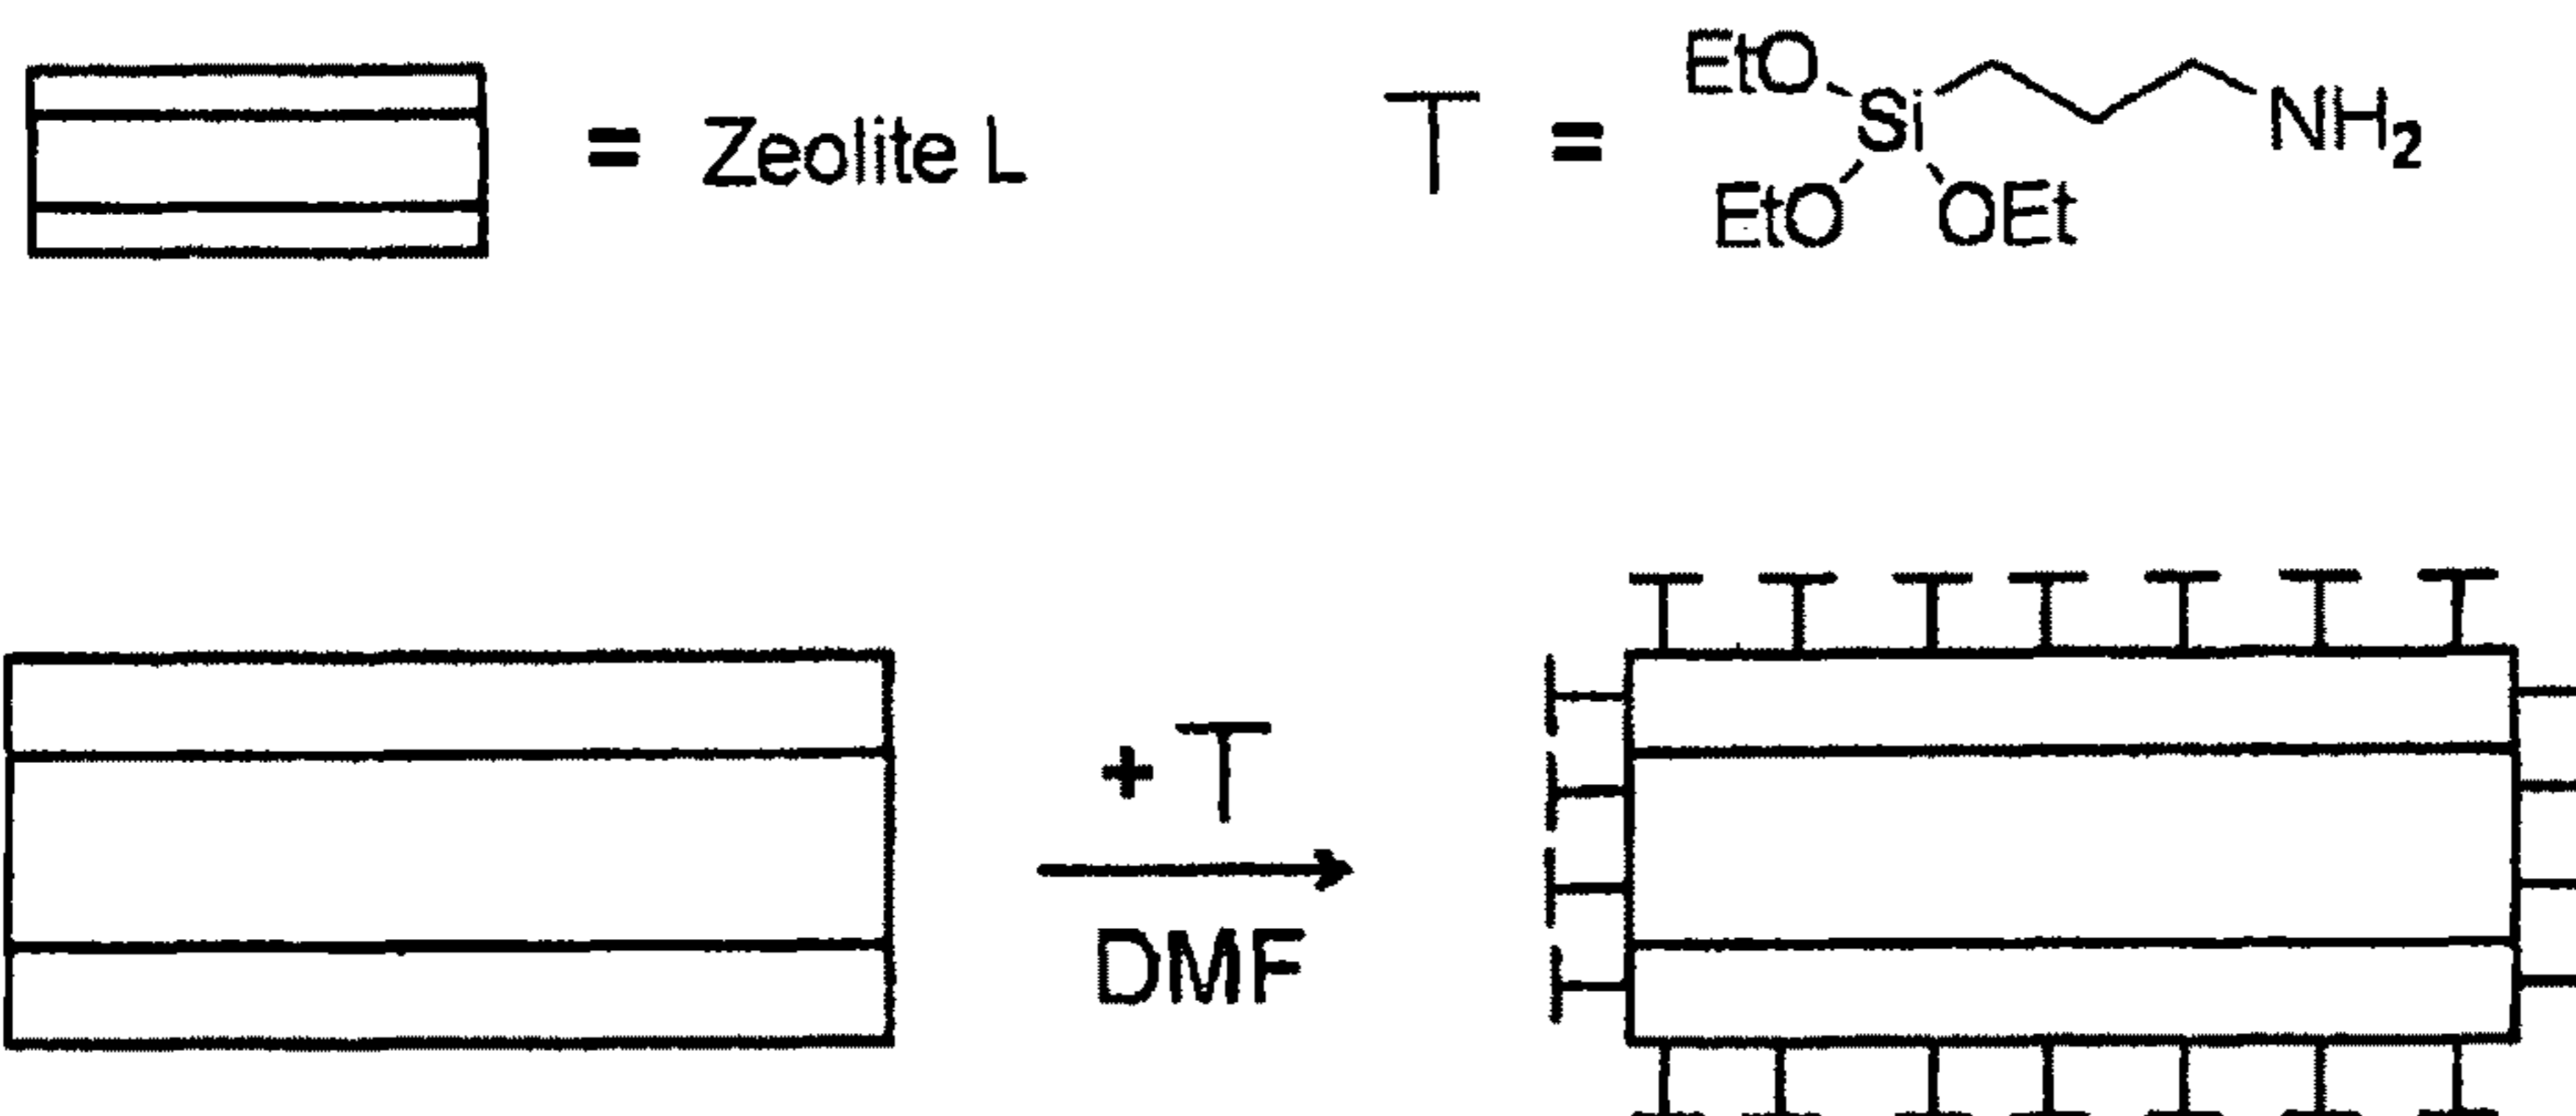 = Zeolite L
T = EtO Si NH2
EtO OEt
+ T
DMF